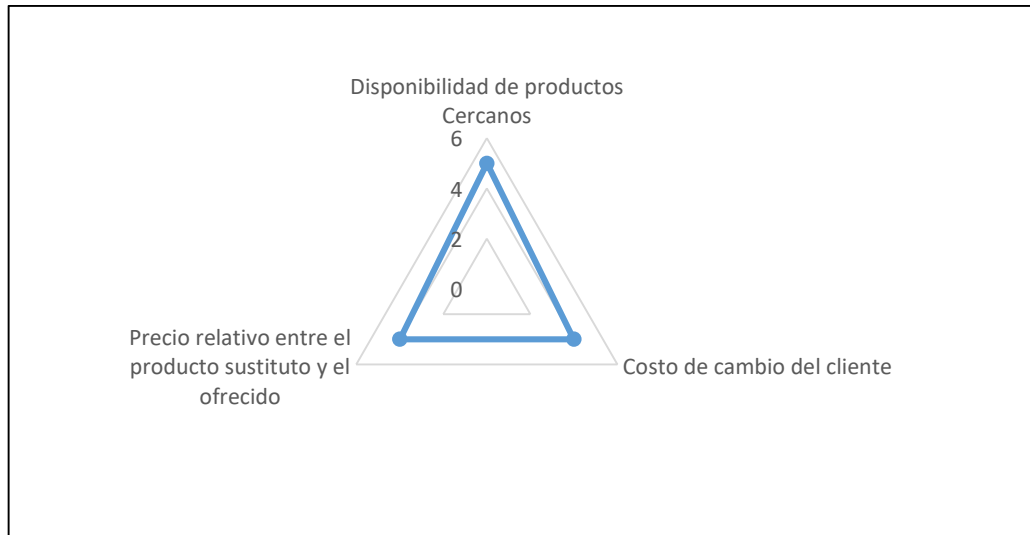 Disponibilidad de productos
Cercanos
6
4
2
0
Precio relativo entre el
producto sustituto y el
ofrecido
Costo de cambio del cliente